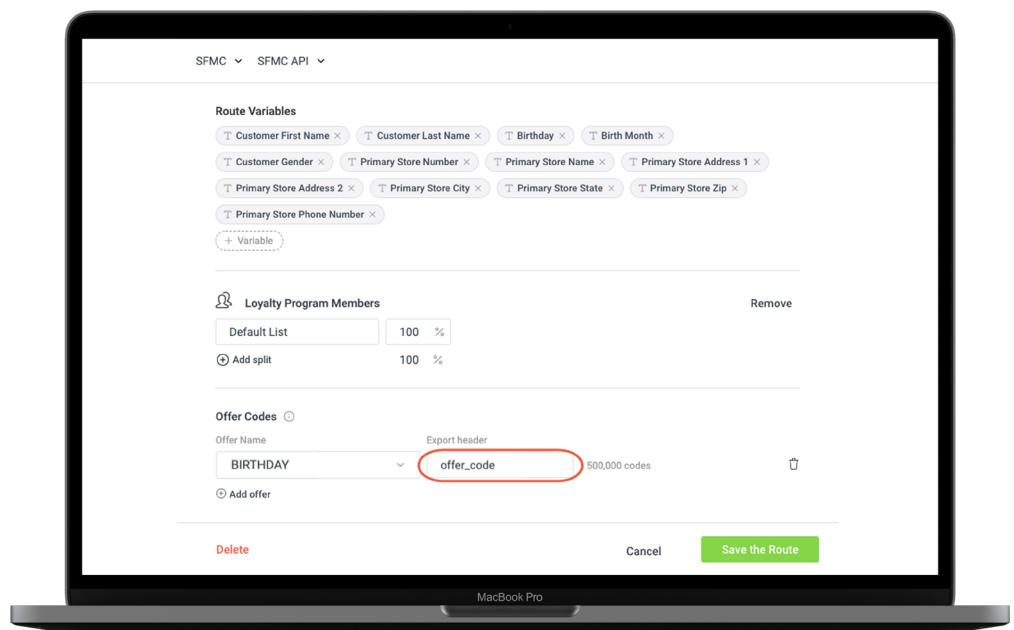 SFMC SFMC API
Route Variables
Customer First Name Customer Last Name Birthday Birth Month
Customer Gender Primary Store Number Primary Store Name Primary Store Address 1
Primary Store Address 2 Primary Store City Primary Store State Primary Store Zip
Primary Store Phone Number
+ Variable
Loyalty Program Members Remove
Default List 100 %
Add split 100 %
Offer Codes
Offer Name Export header
BIRTHDAY offer_code 500,000 codes
Add offer
Delete Cancel Save the Route
MacBook Pro